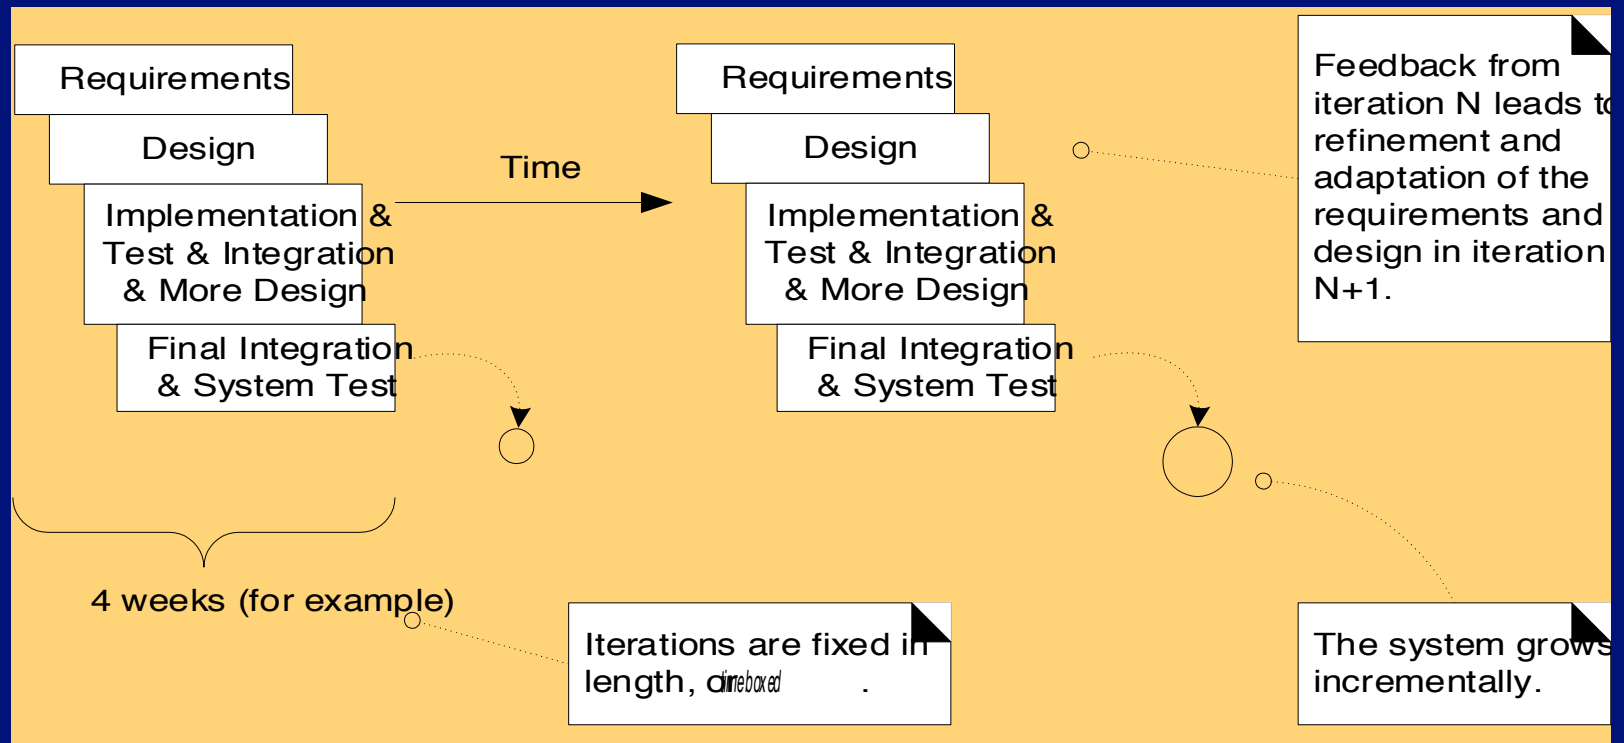 Requirements
Design
Implementation &
Test & Integration
& More Design
Final Integration
& System Test
Time
Requirements
Design
Implementation &
Test & Integration
& More Design
Final Integration
& System Test
Feedback from
iteration N leads to
refinement and
adaptation of the
requirements and
design in iteration
N+1.
4 weeks (for example)
Iterations are fixed in
length, or timeboxed.
The system grows
incrementally.